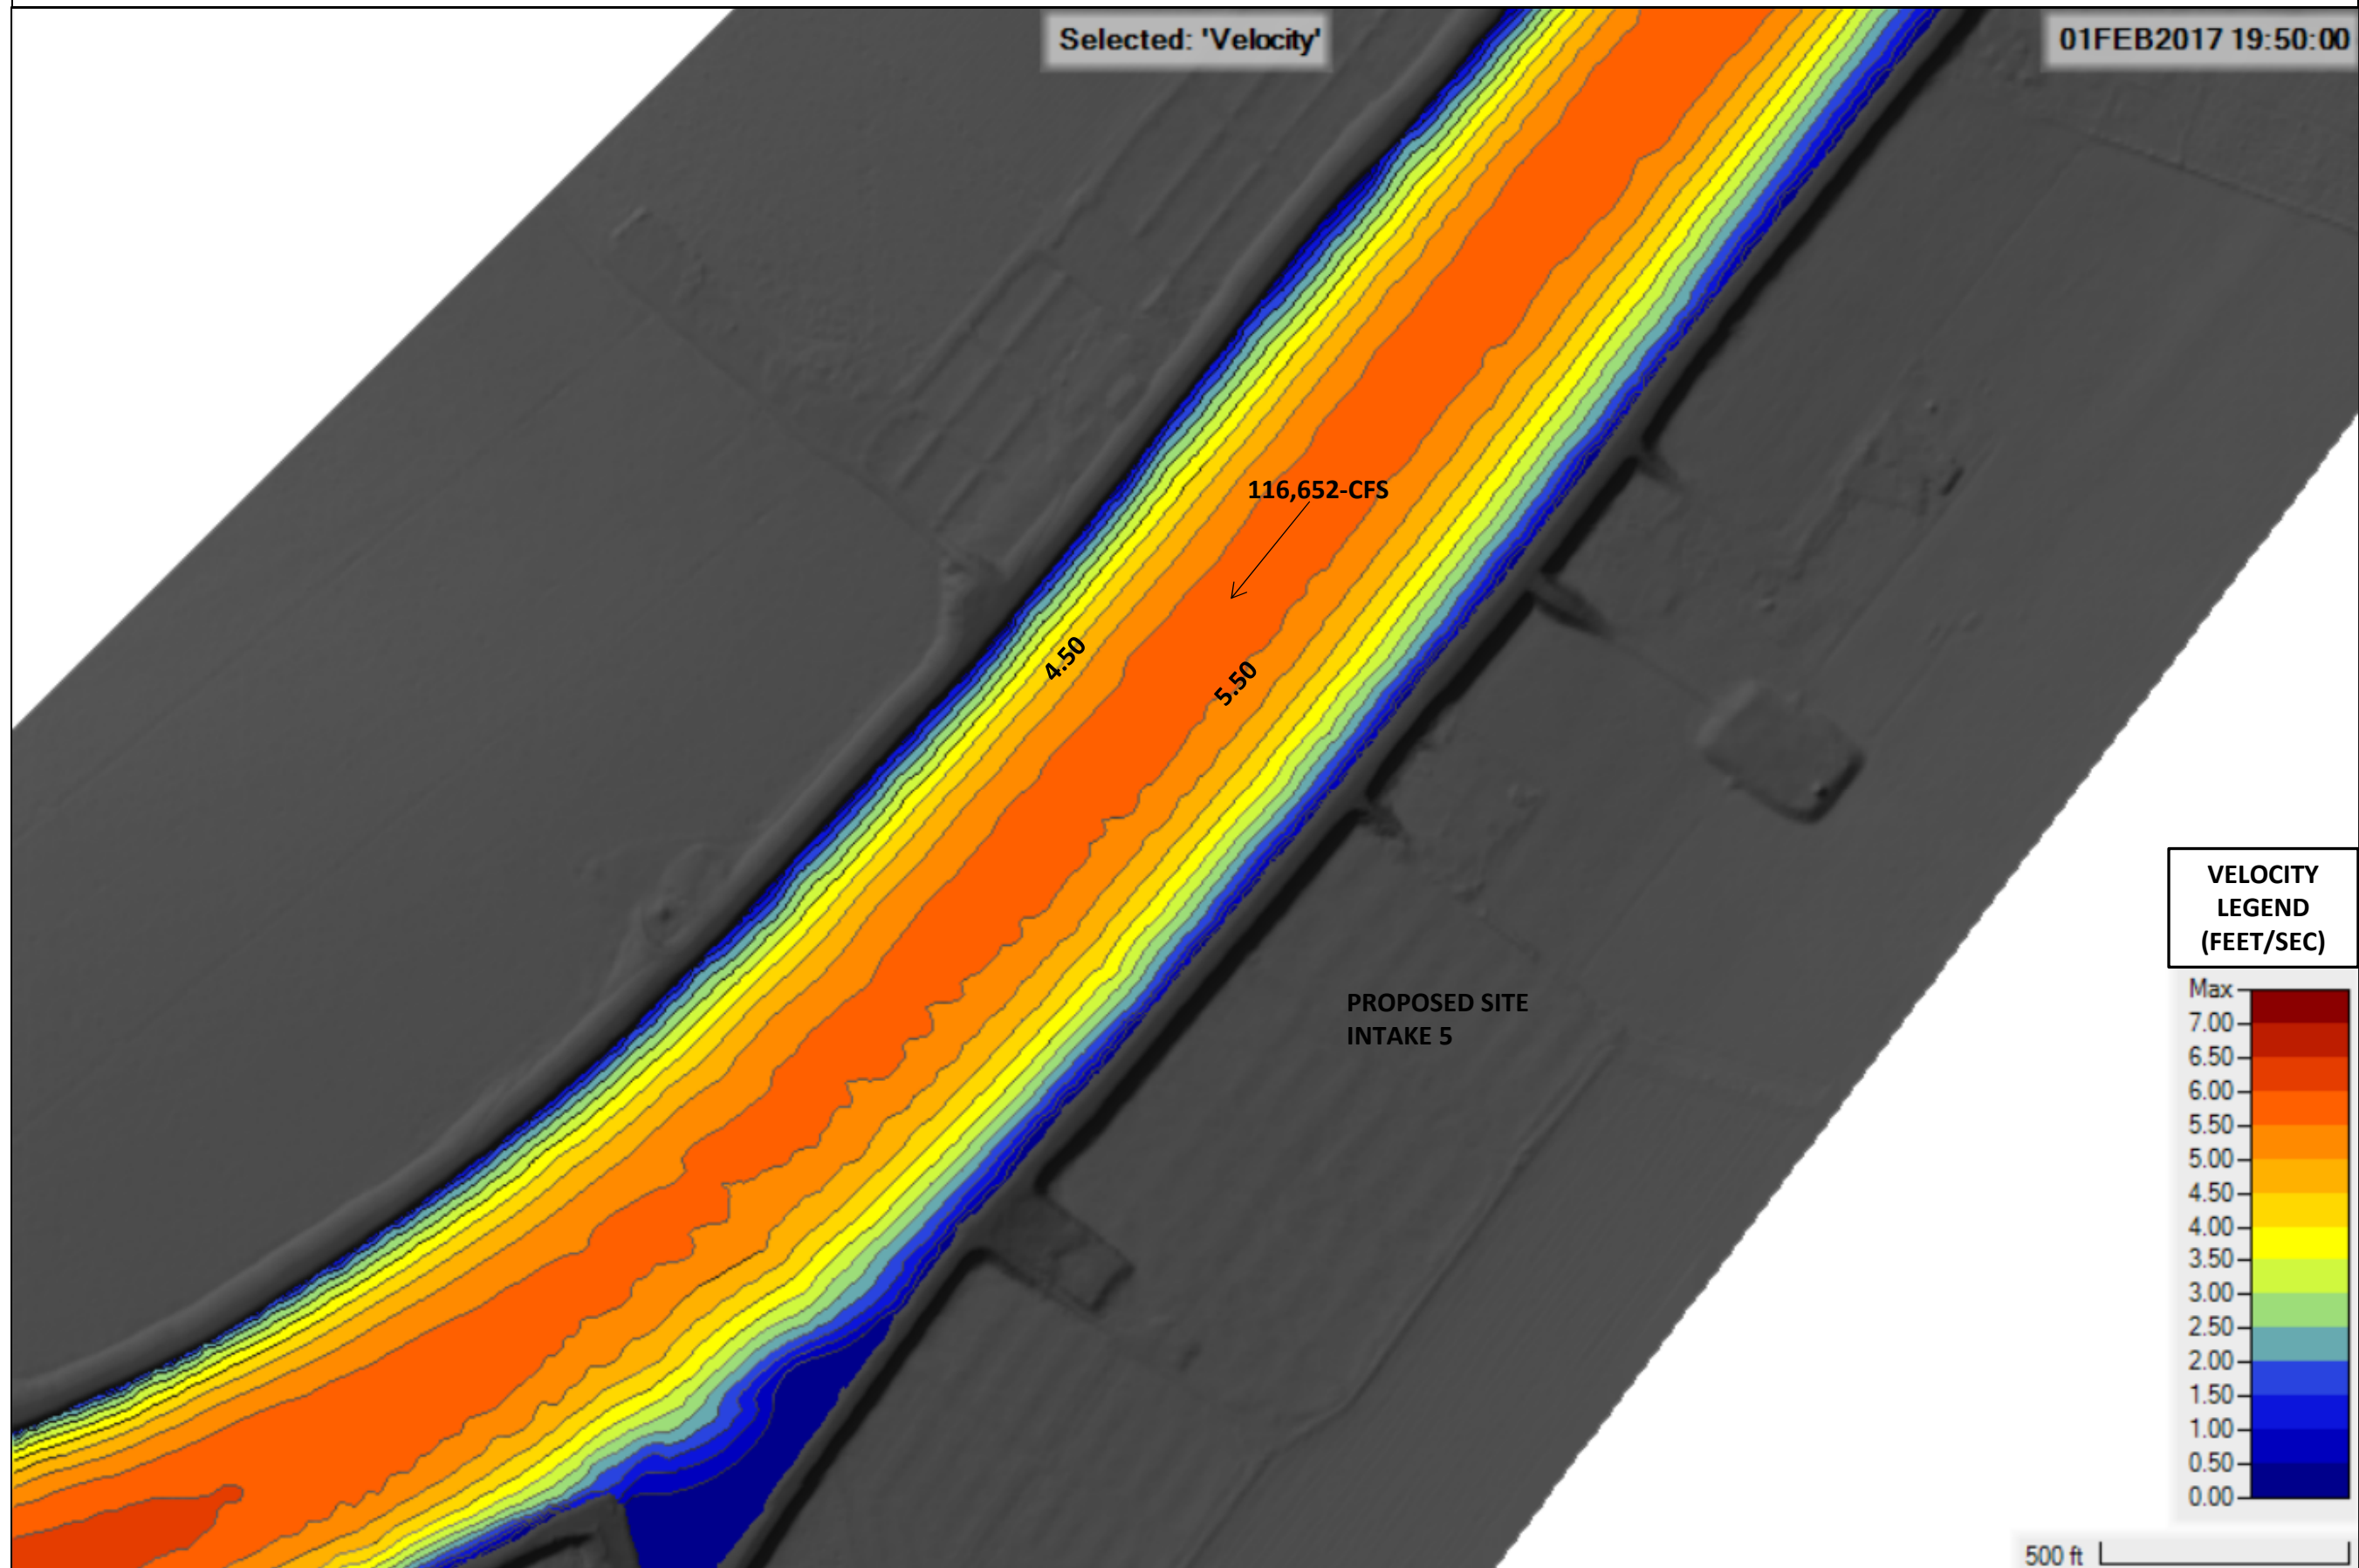 Selected: 'Velocity'
01FEB2017 19:50:00
116,652-CFS
4.50
5.50
PROPOSED SITE
INTAKE 5
VELOCITY
LEGEND
(FEET/SEC)
Max
7.00
6.50
6.00
5.50
5.00
4.50
4.00
3.50
3.00
2.50
2.00
1.50
1.00
0.50
0.00
500 ft